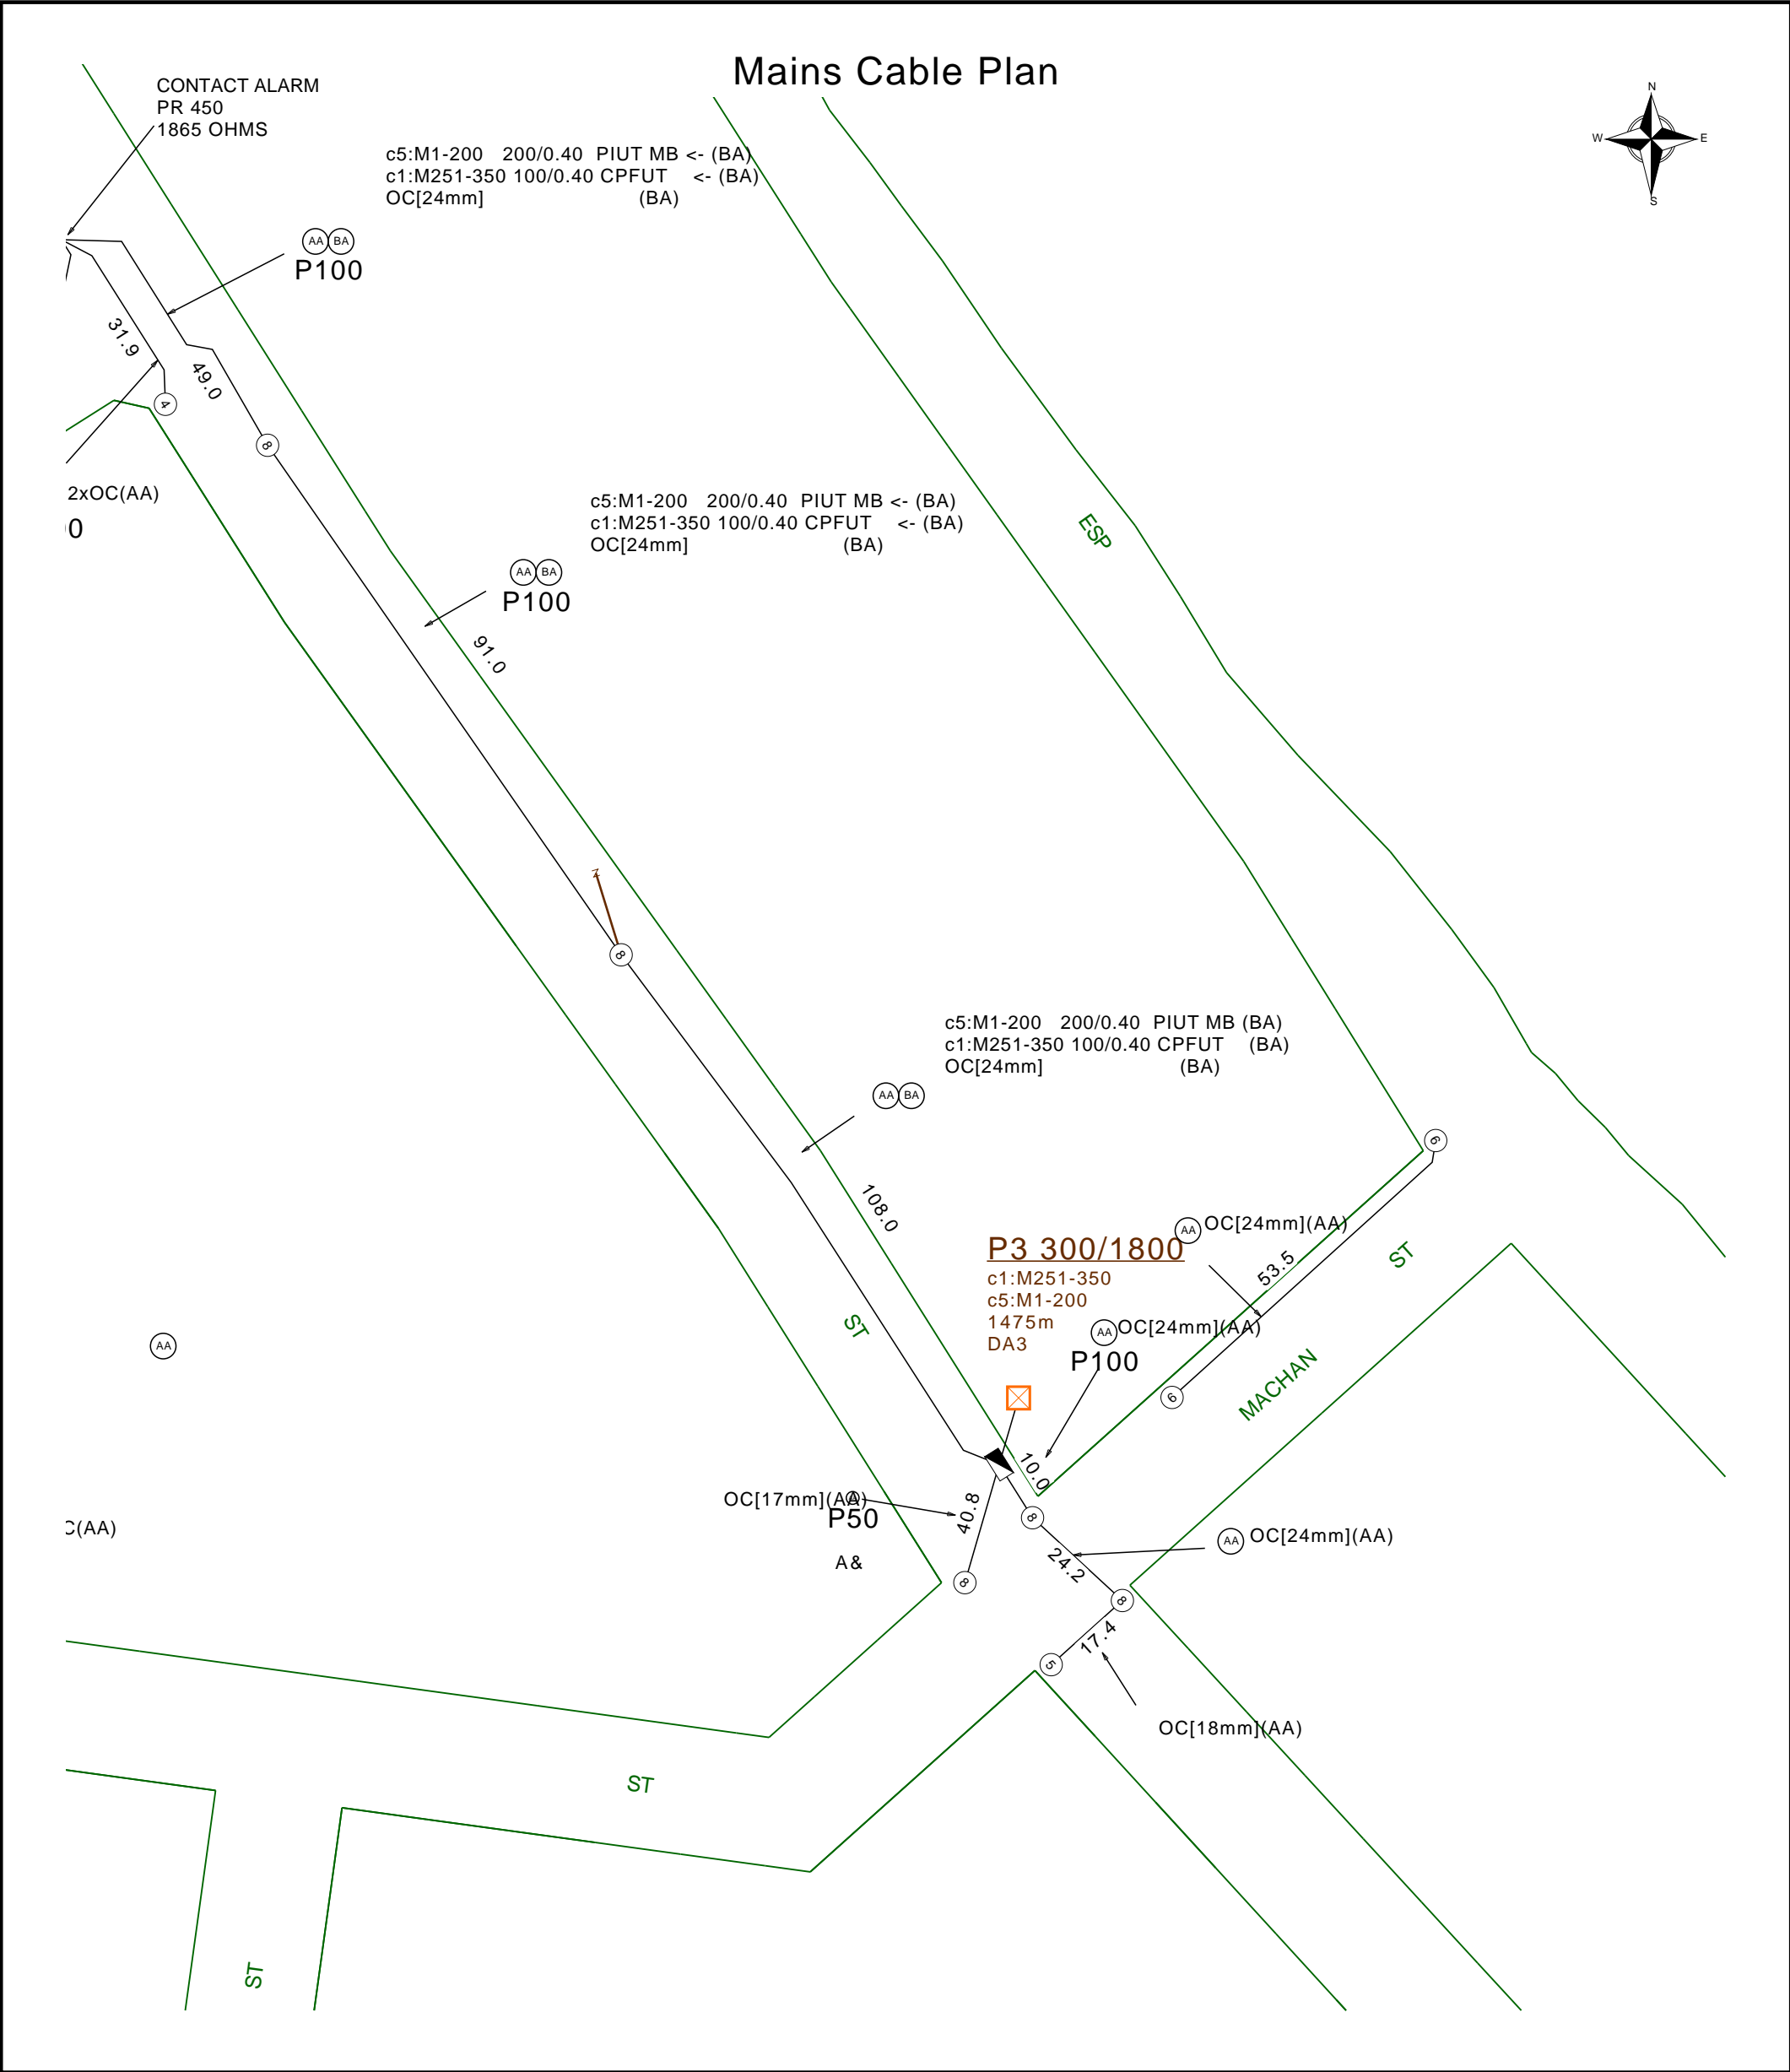 Mains Cable Plan
CONTACT ALARM
PR 450
1865 OHMS
N
W
E
S
c5:M1-200 200/0.40 PIUT MB <- (BA)
c1:M251-350 100/0.40 CPFUT <- (BA)
OC[24mm] (BA)
AA BA
P100
31.9
49.0
4
8
2xOC(AA)
0
c5:M1-200 200/0.40 PIUT MB <- (BA)
c1:M251-350 100/0.40 CPFUT <- (BA)
OC[24mm] (BA)
ESP
AA BA
P100
91.0
Z
8
c5:M1-200 200/0.40 PIUT MB (BA)
c1:M251-350 100/0.40 CPFUT (BA)
OC[24mm] (BA)
AA BA
6
108.0
AA OC[24mm](AA)
P3 300/1800
c1:M251-350
c5:M1-200
1475m
DA3
53.5
ST
ST
AA OC[24mm](AA)
P100
AA
MACHAN
6
10.0
OC[17mm](AA)
P50
40.8
8
C(AA)
AA OC[24mm](AA)
A&
24.2
8
8
17.4
5
OC[18mm](AA)
ST
ST